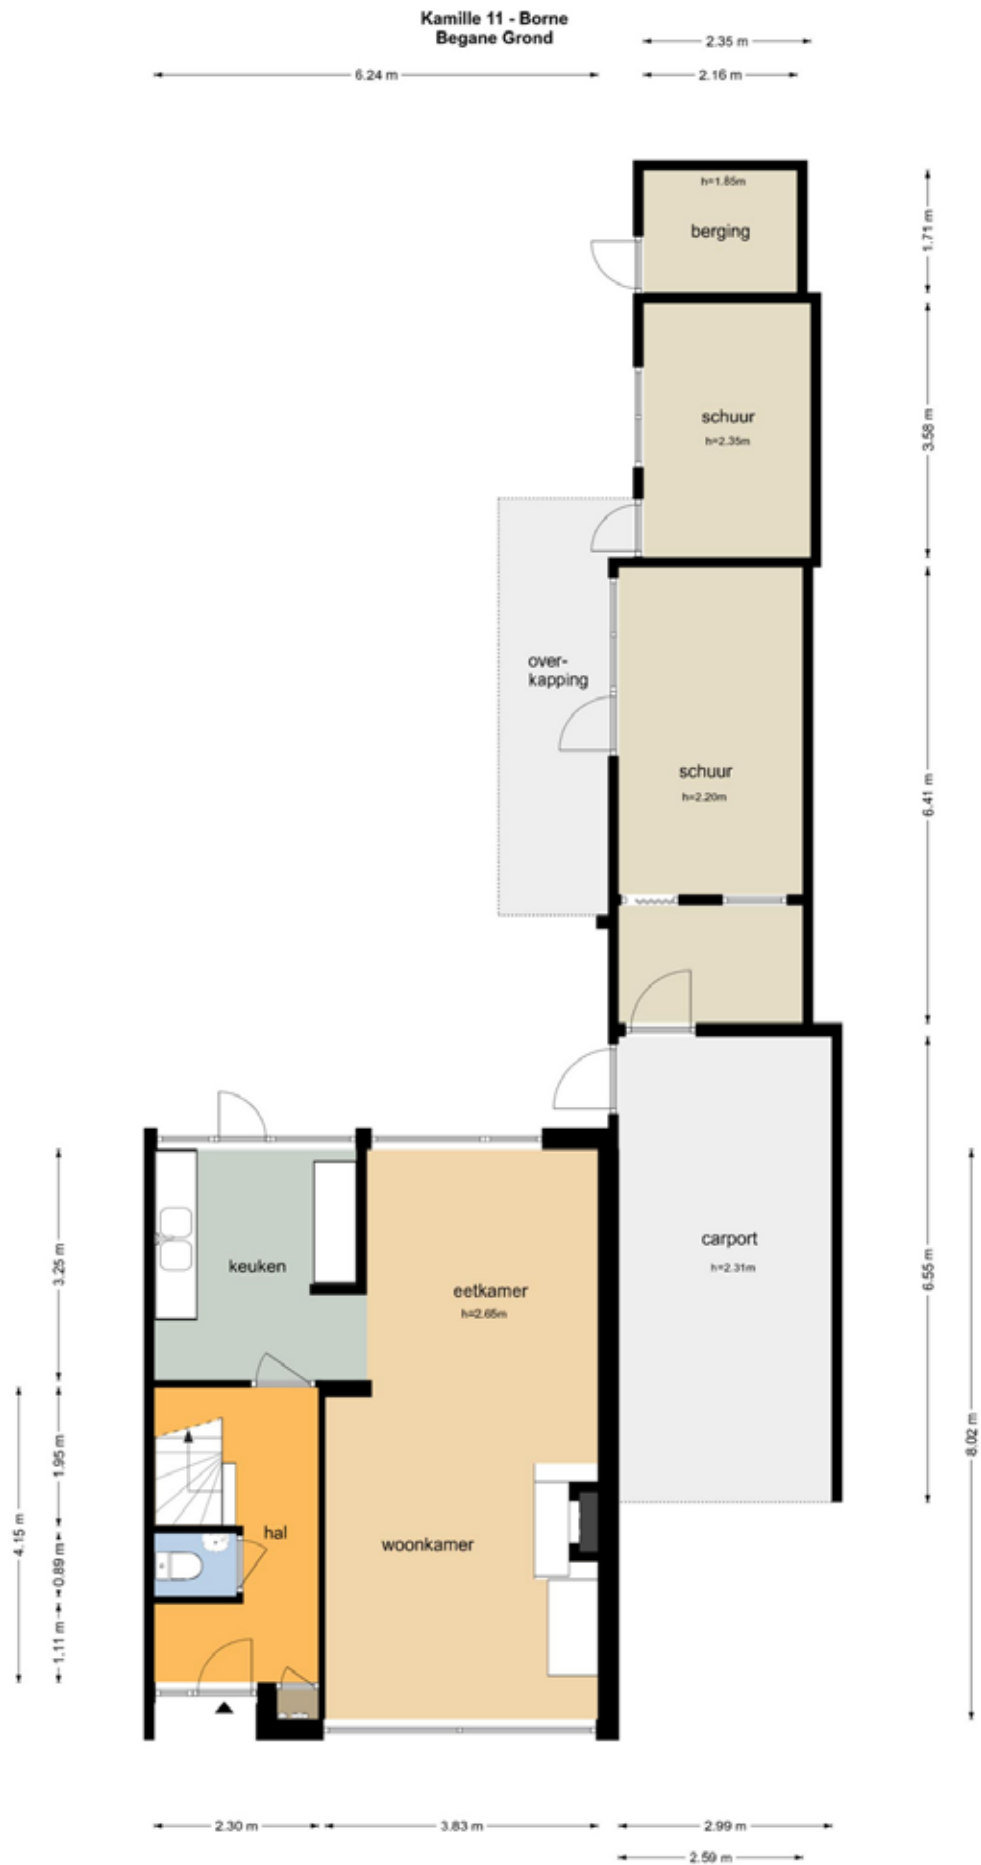 Kamille 11 - Borne
Begane Grond
2.35 m
6.24 m
2.16 m
h=1.85m
berging
1.71 m
schuur
h=2.35m
3.58 m
over-
kapping
schuur
h=2.20m
6.41 m
carport
h=2.31m
6.55 m
keuken
3.25 m
eetkamer
h=2.65m
8.02 m
1.95 m
4.15 m
hal
woonkamer
0.89 m
1.11 m
2.30 m
3.83 m
2.99 m
2.59 m